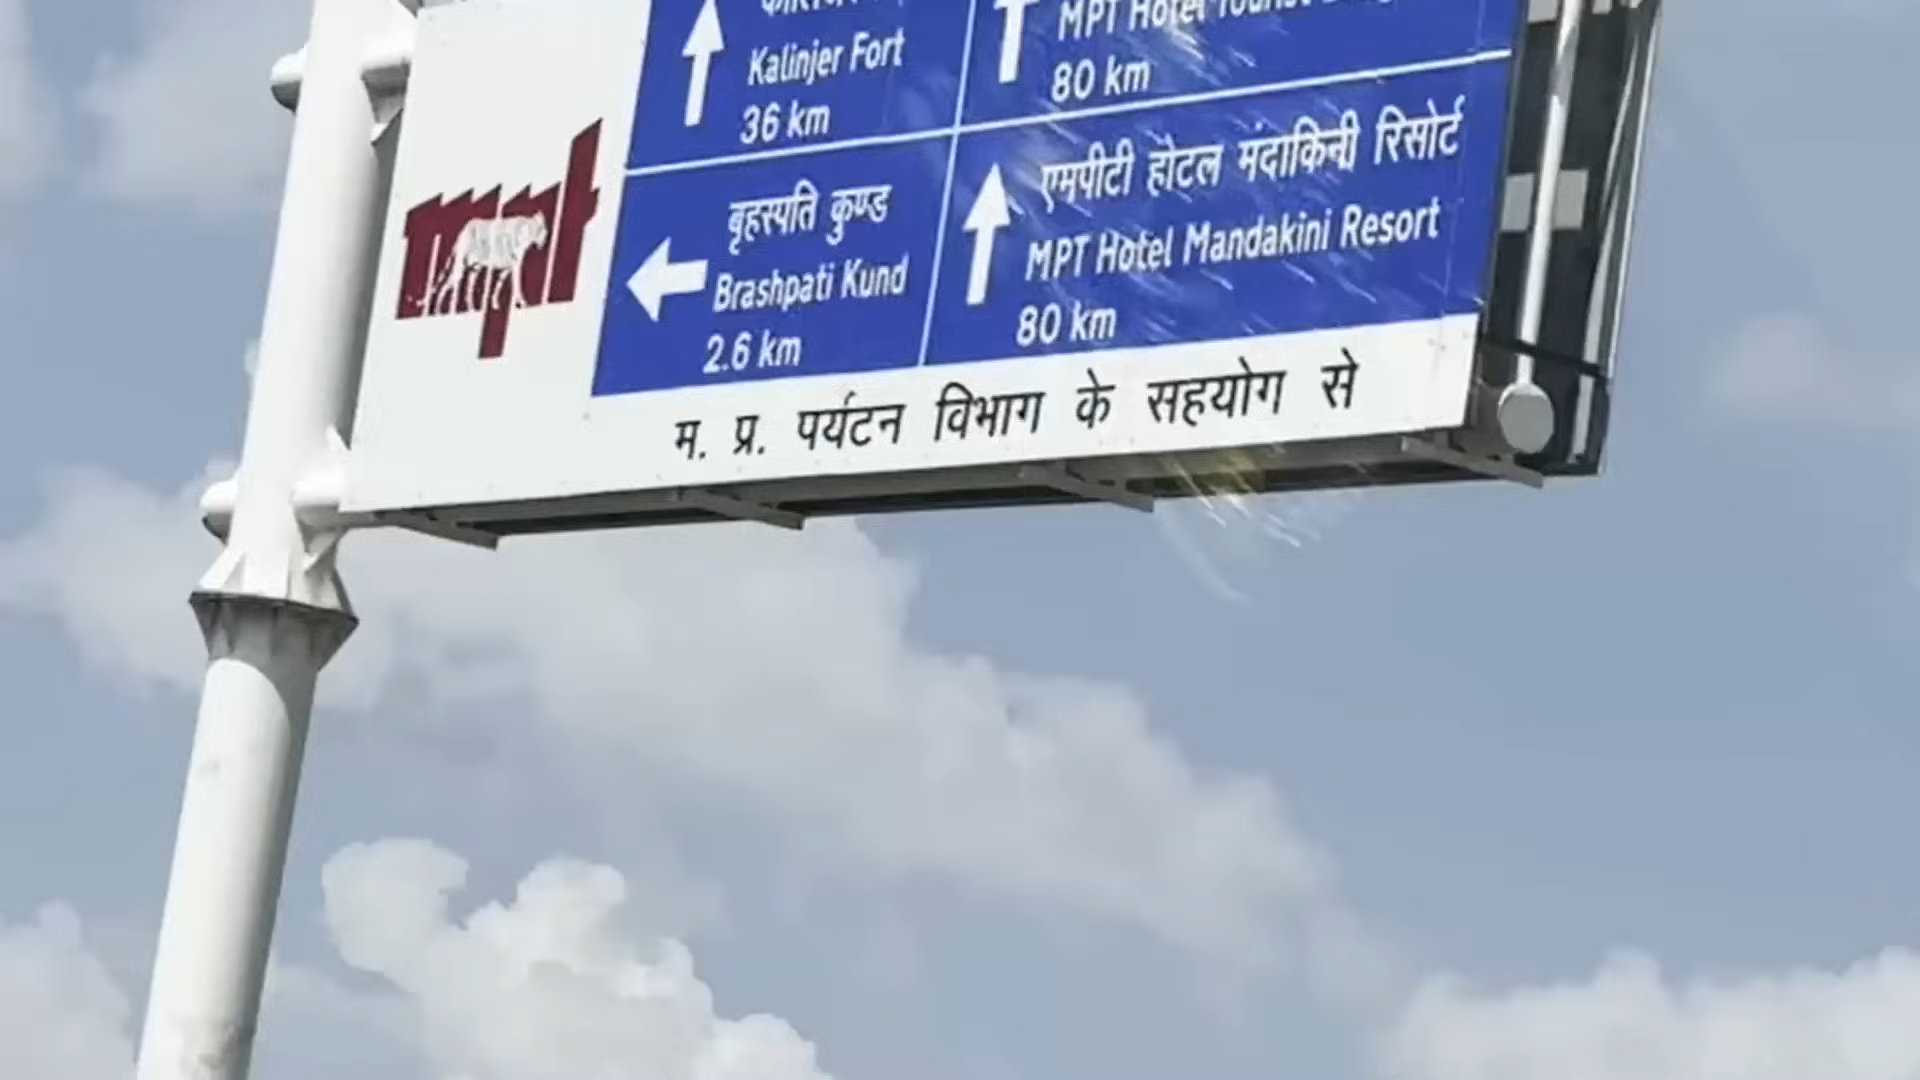 Kalinjer Fort
36 km
MPT Hotel Tourist
80 km
बृहस्पति कुण्ड
Brashpati Kund
2.6 km
एमपीटी होटल मंदाकिनी रिसोर्ट
MPT Hotel Mandakini Resort
80 km
mpt
म. प्र. पर्यटन विभाग के सहयोग से